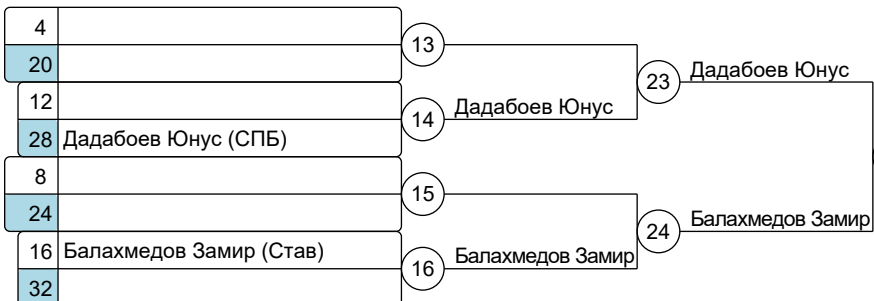 4
13
20
23 Дадабоев Юнус
12
14 Дадабоев Юнус
28 Дадабоев Юнус (СПБ)
8
15
24
24 Балахмедов Замир
16 Балахмедов Замир (Став)
16 Балахмедов Замир
32